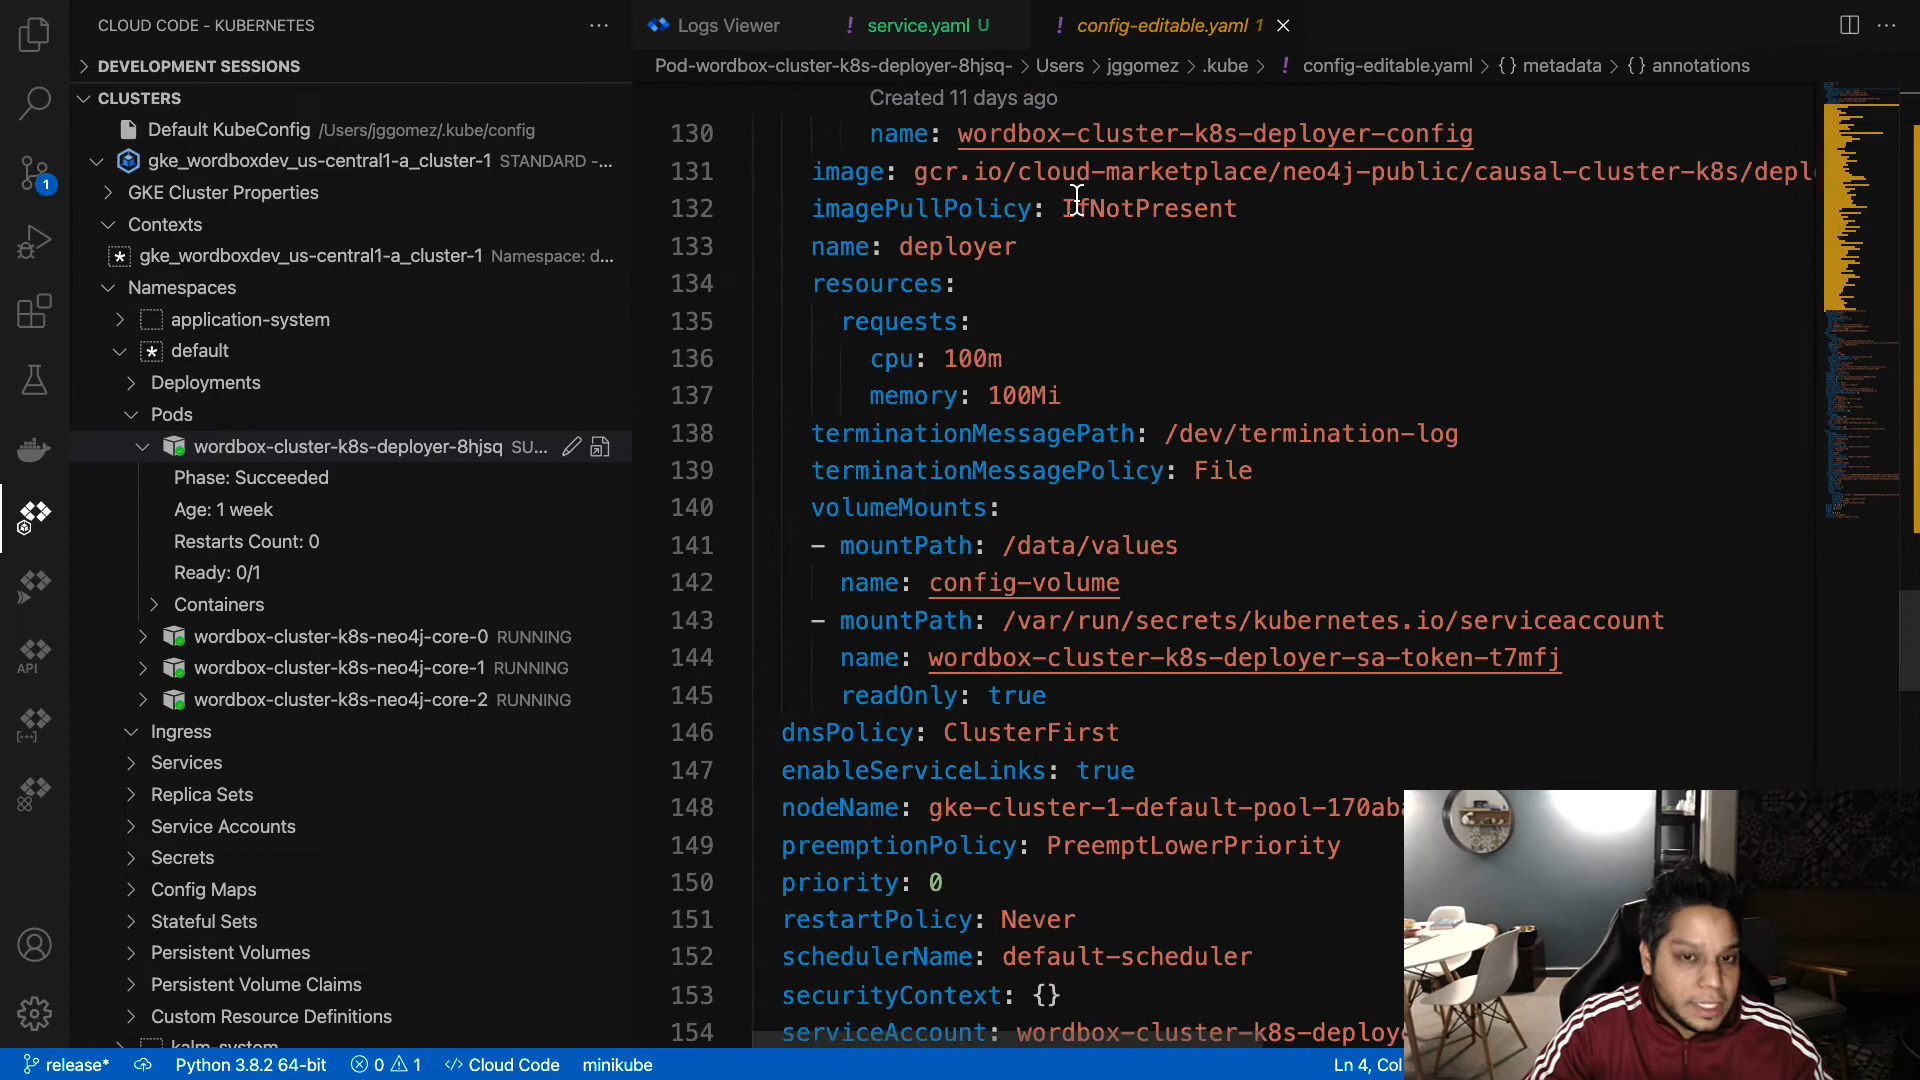 CLOUD CODE - KUBERNETES
DEVELOPMENT SESSIONS
CLUSTERS
Default KubeConfig /Users/jggomez/.kube/config
gke_wordboxdev_us-central1-a_cluster-1 STANDARD -...
GKE Cluster Properties
Contexts
gke_wordboxdev_us-central1-a_cluster-1 Namespace: d...
Namespaces
application-system
default
Deployments
Pods
wordbox-cluster-k8s-deployer-8hjsq SU...
Phase: Succeeded
Age: 1 week
Restarts Count: 0
Ready: 0/1
Containers
wordbox-cluster-k8s-neo4j-core-0 RUNNING
wordbox-cluster-k8s-neo4j-core-1 RUNNING
wordbox-cluster-k8s-neo4j-core-2 RUNNING
Ingress
Services
Replica Sets
Service Accounts
Secrets
Config Maps
Stateful Sets
Persistent Volumes
Persistent Volume Claims
Custom Resource Definitions
kalm-system
1
API
Logs Viewer
! service.yaml U
! config-editable.yaml 1
Pod-wordbox-cluster-k8s-deployer-8hjsq- > Users > jggomez > .kube > ! config-editable.yaml > {} metadata > {} annotations
Created 11 days ago
130 name: wordbox-cluster-k8s-deployer-config
131 image: gcr.io/cloud-marketplace/neo4j-public/causal-cluster-k8s/deplo
132 imagePullPolicy: IfNotPresent
133 name: deployer
134 resources:
135 requests:
136 cpu: 100m
137 memory: 100Mi
138 terminationMessagePath: /dev/termination-log
139 terminationMessagePolicy: File
140 volumeMounts:
141 - mountPath: /data/values
142 name: config-volume
143 - mountPath: /var/run/secrets/kubernetes.io/serviceaccount
144 name: wordbox-cluster-k8s-deployer-sa-token-t7mfj
145 readOnly: true
146 dnsPolicy: ClusterFirst
147 enableServiceLinks: true
148 nodeName: gke-cluster-1-default-pool-170aba
149 preemptionPolicy: PreemptLowerPriority
150 priority: 0
151 restartPolicy: Never
152 schedulerName: default-scheduler
153 securityContext: {}
154 serviceAccount: wordbox-cluster-k8s-deploye
release* Python 3.8.2 64-bit 0 1 Cloud Code minikube Ln 4, Col